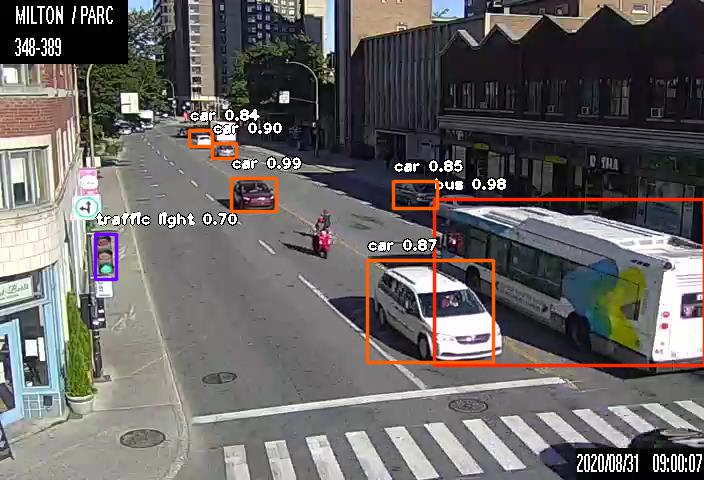 MILTON / PARC
348-389
car 0.84
car 0.90
car 0.99
car 0.85
bus 0.98
traffic light 0.70
car 0.87
2020/08/31 09:00:07